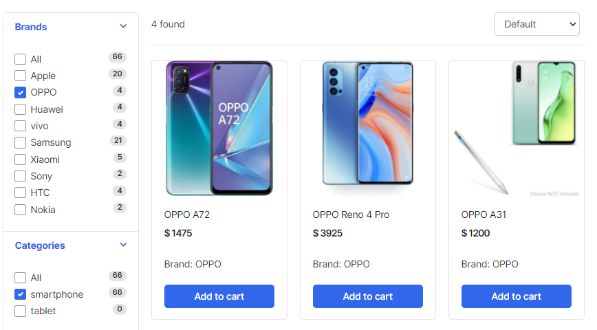 Brands
All 66
Apple 20
OPPO 4
Huawei 4
vivo 4
Samsung 21
Xiaomi 5
Sony 2
HTC 4
Nokia 2
Categories
All 66
smartphone 66
tablet 0
4 found
Default
OPPO
A72
OPPO A72
$ 1475
Brand: OPPO
Add to cart
OPPO Reno 4 Pro
$ 3925
Brand: OPPO
Add to cart
Device NOT Included
OPPO A31
$ 1200
Brand: OPPO
Add to cart